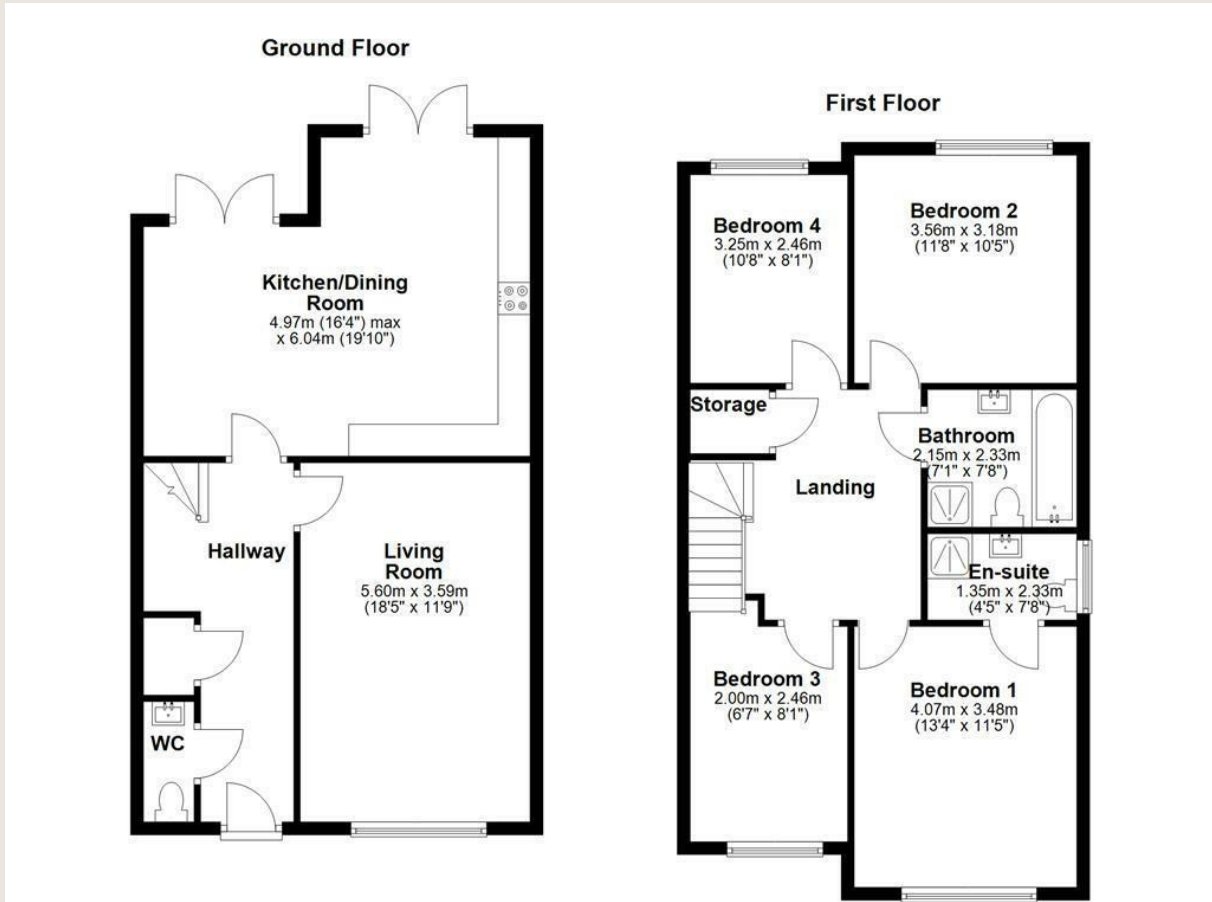 Ground Floor
Kitchen/Dining
Room
4.97m (16'4") max
x 6.04m (19'10")
Hallway
Living
Room
5.60m x 3.59m
(18'5" x 11'9")
WC
First Floor
Bedroom 4
3.25m x 2.46m
(10'8" x 8'1")
Bedroom 2
3.56m x 3.18m
(11'8" x 10'5")
Storage
Bathroom
2.15m x 2.33m
(7'1" x 7'8")
Landing
En-suite
1.35m x 2.33m
(4'5" x 7'8")
Bedroom 3
2.00m x 2.46m
(6'7" x 8'1")
Bedroom 1
4.07m x 3.48m
(13'4" x 11'5")